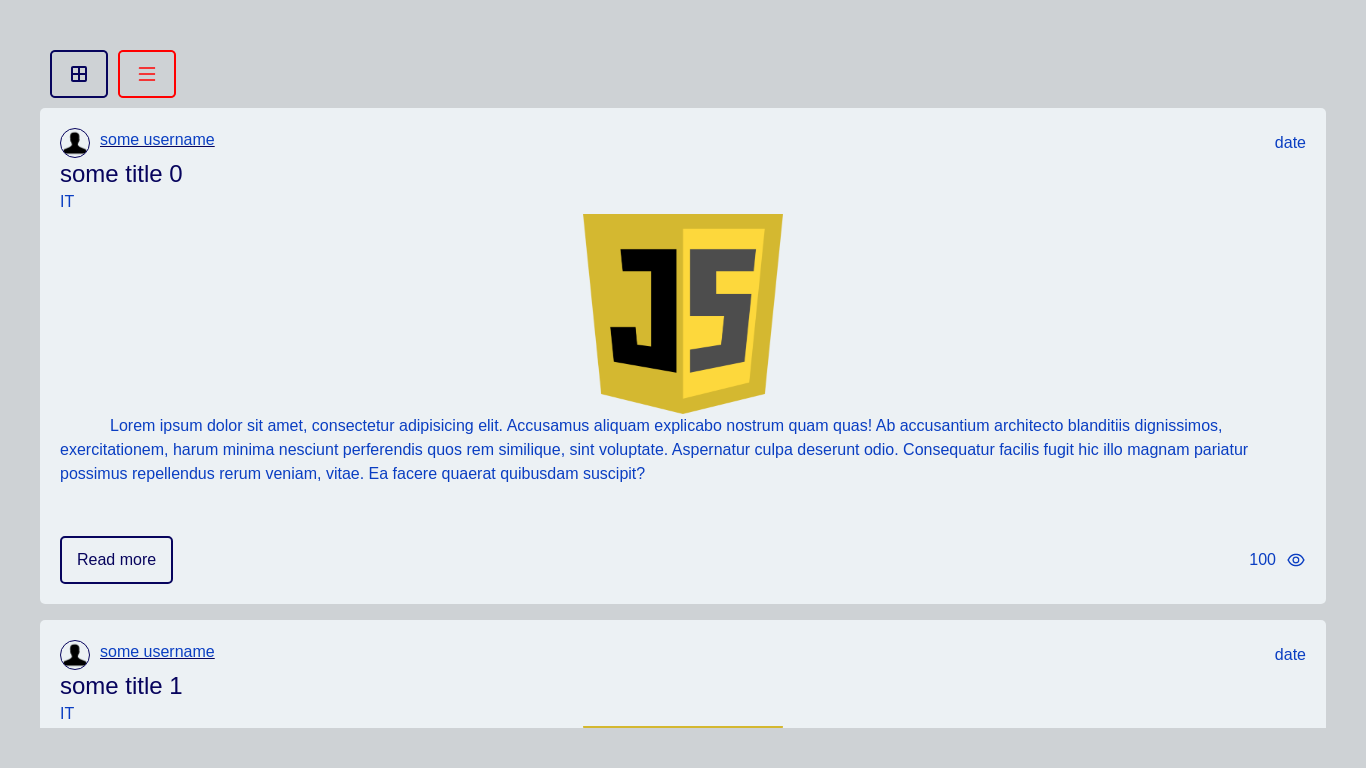 some username
date
some title 0
IT
JS
Lorem ipsum dolor sit amet, consectetur adipisicing elit. Accusamus aliquam explicabo nostrum quam quas! Ab accusantium architecto blanditiis dignissimos,
exercitationem, harum minima nesciunt perferendis quos rem similique, sint voluptate. Aspernatur culpa deserunt odio. Consequatur facilis fugit hic illo magnam pariatur
possimus repellendus rerum veniam, vitae. Ea facere quaerat quibusdam suscipit?
Read more
100
some username
date
some title 1
IT